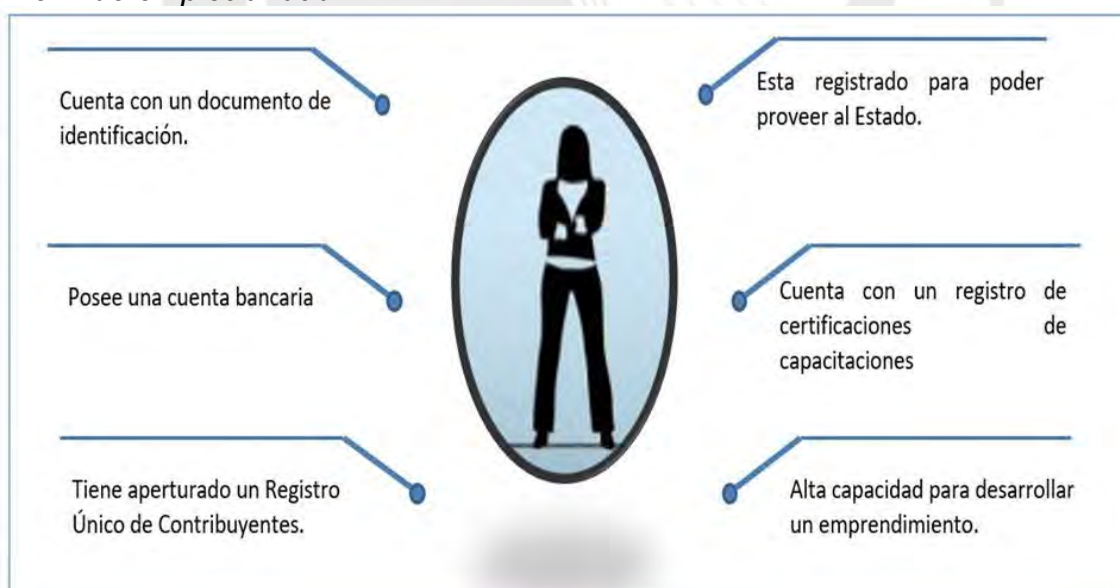 Cuenta con un documento de
identificación.
Esta registrado para poder
proveer al Estado.
Posee una cuenta bancaria
Cuenta con un registro de
certificaciones de
capacitaciones
Tiene aperturado un Registro
Único de Contribuyentes.
Alta capacidad para desarrollar
un emprendimiento.